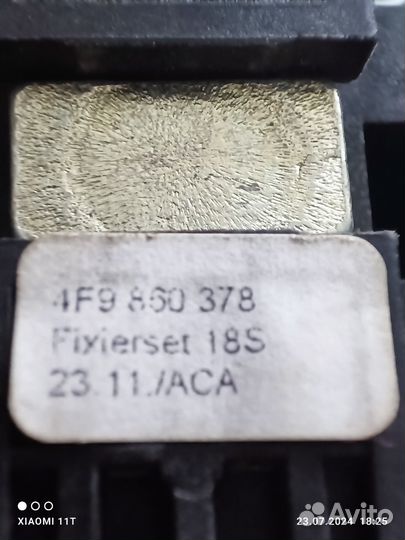 4F9 860 378
Fixierset 18S
23.11./ACA
XIAOMI 11T
23.07.2024 18:25
Avito